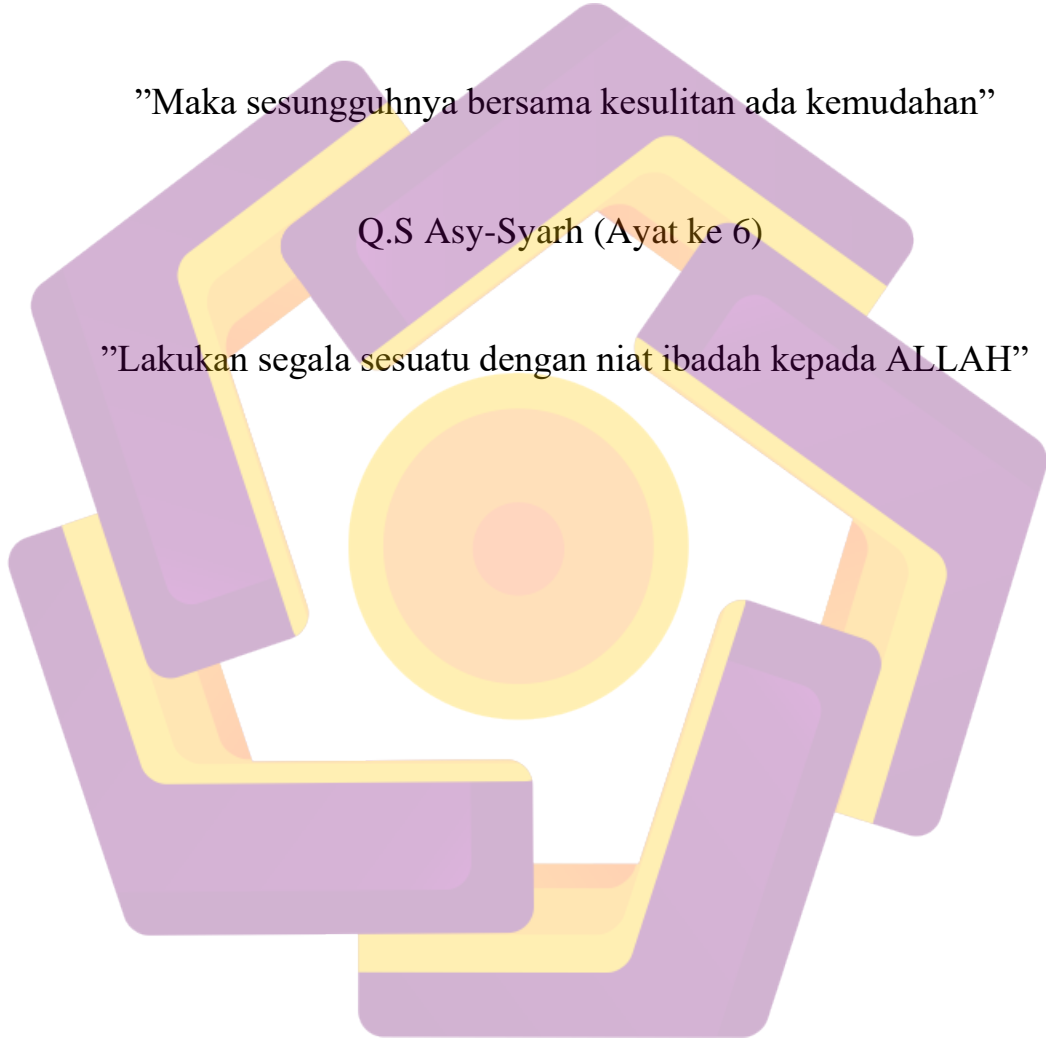 ”Maka sesungguhnya bersama kesulitan ada kemudahan”
Q.S Asy-Syarh (Ayat ke 6)
”Lakukan segala sesuatu dengan niat ibadah kepada ALLAH”